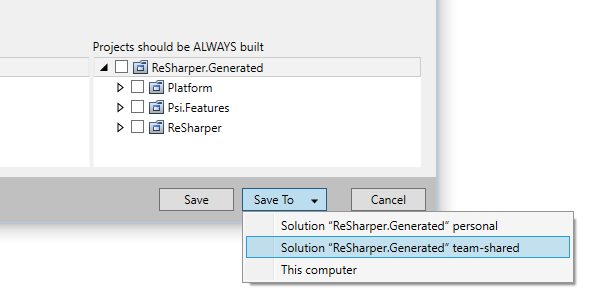 Projects should be ALWAYS built
ReSharper.Generated
Platform
Psi.Features
ReSharper
Save
Save To
Cancel
Solution “ReSharper.Generated” personal
Solution “ReSharper.Generated” team-shared
This computer